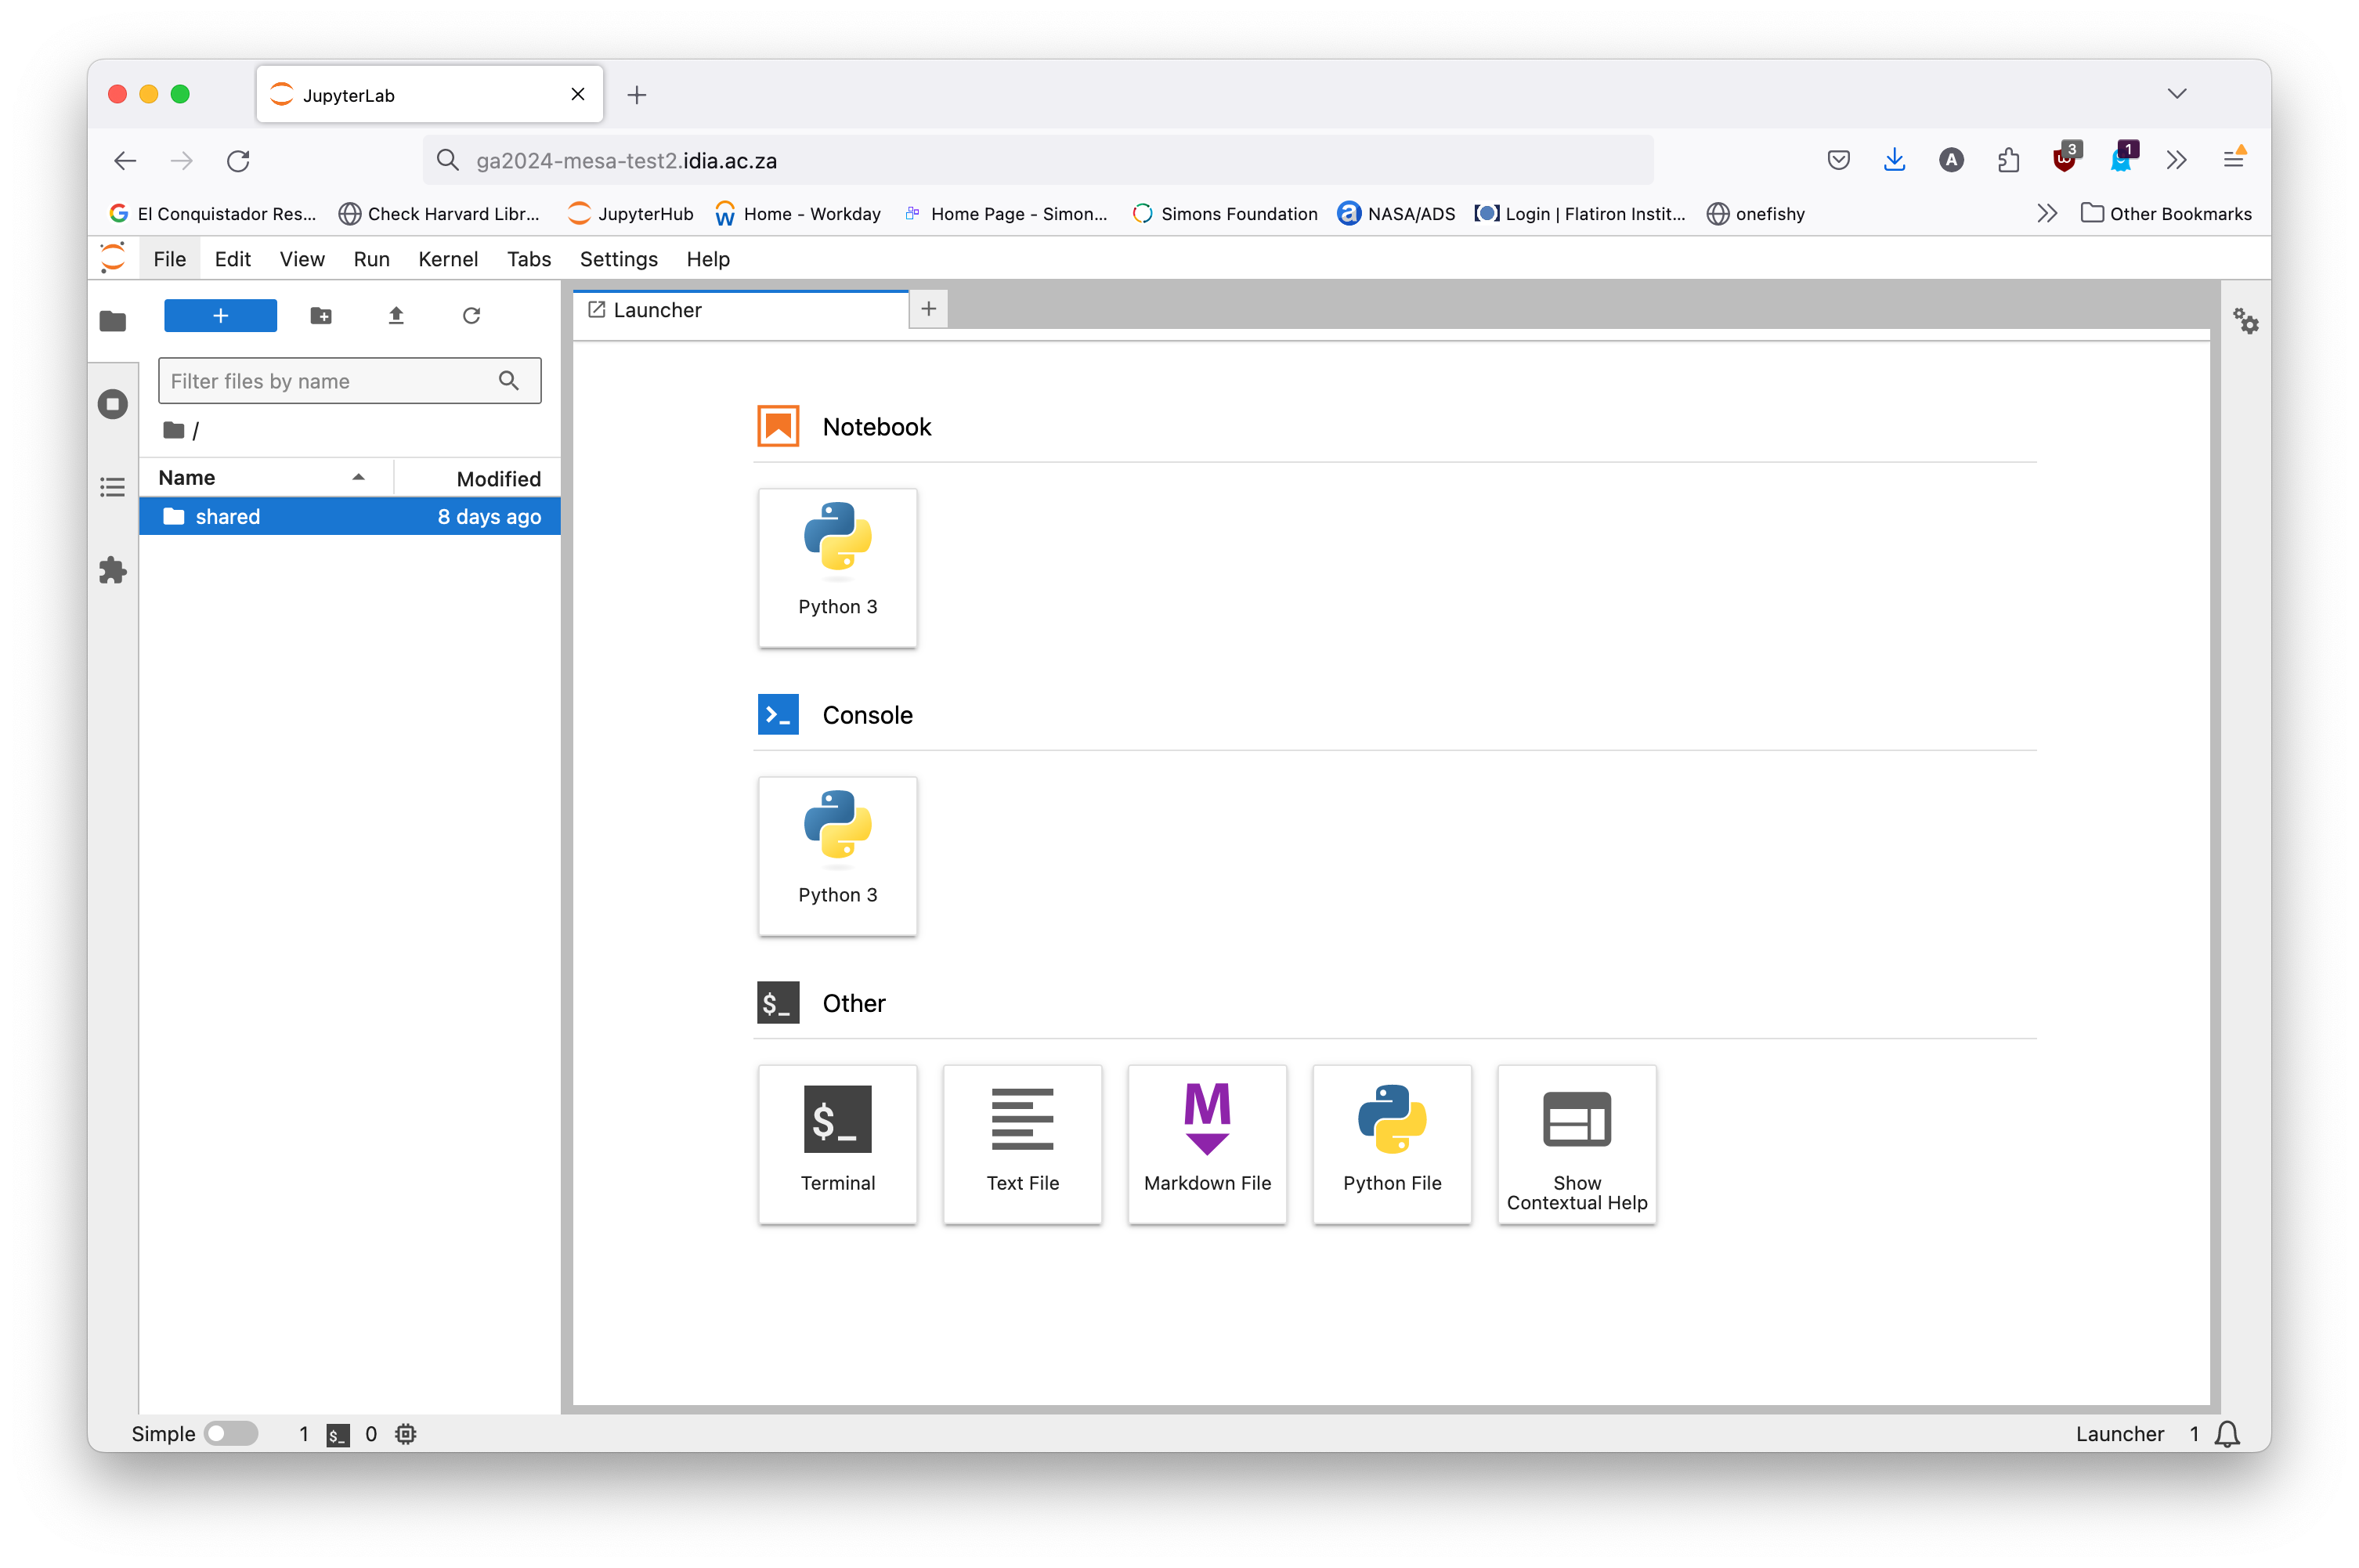 JupyterLab
ga2024-mesa-test2.idia.ac.za
A
3
1
El Conquistador Res...
Check Harvard Libr...
JupyterHub
Home - Workday
Home Page - Simon...
Simons Foundation
NASA/ADS
Login | Flatiron Instit...
onefishy
Other Bookmarks
File Edit View Run Kernel Tabs Settings Help
+
Launcher
+
Filter files by name
/
Name Modified
shared 8 days ago
Notebook
Python 3
Console
Python 3
$_ Other
$_
M
Terminal
Text File
Markdown File
Python File
Show
Contextual Help
Simple 1 $_ 0
Launcher 1